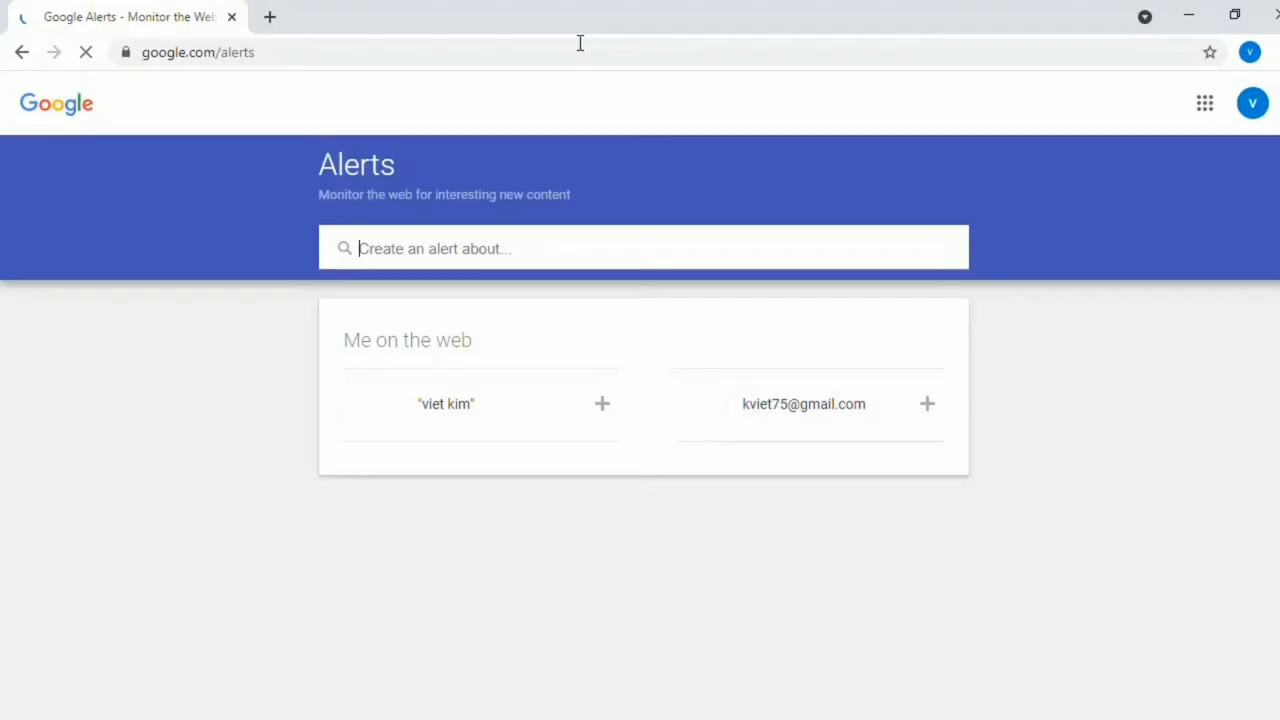 Google Alerts - Monitor the Web
google.com/alerts
V
Google
V
Alerts
Monitor the web for interesting new content
Create an alert about...
Me on the web
"viet kim"
kviet75@gmail.com